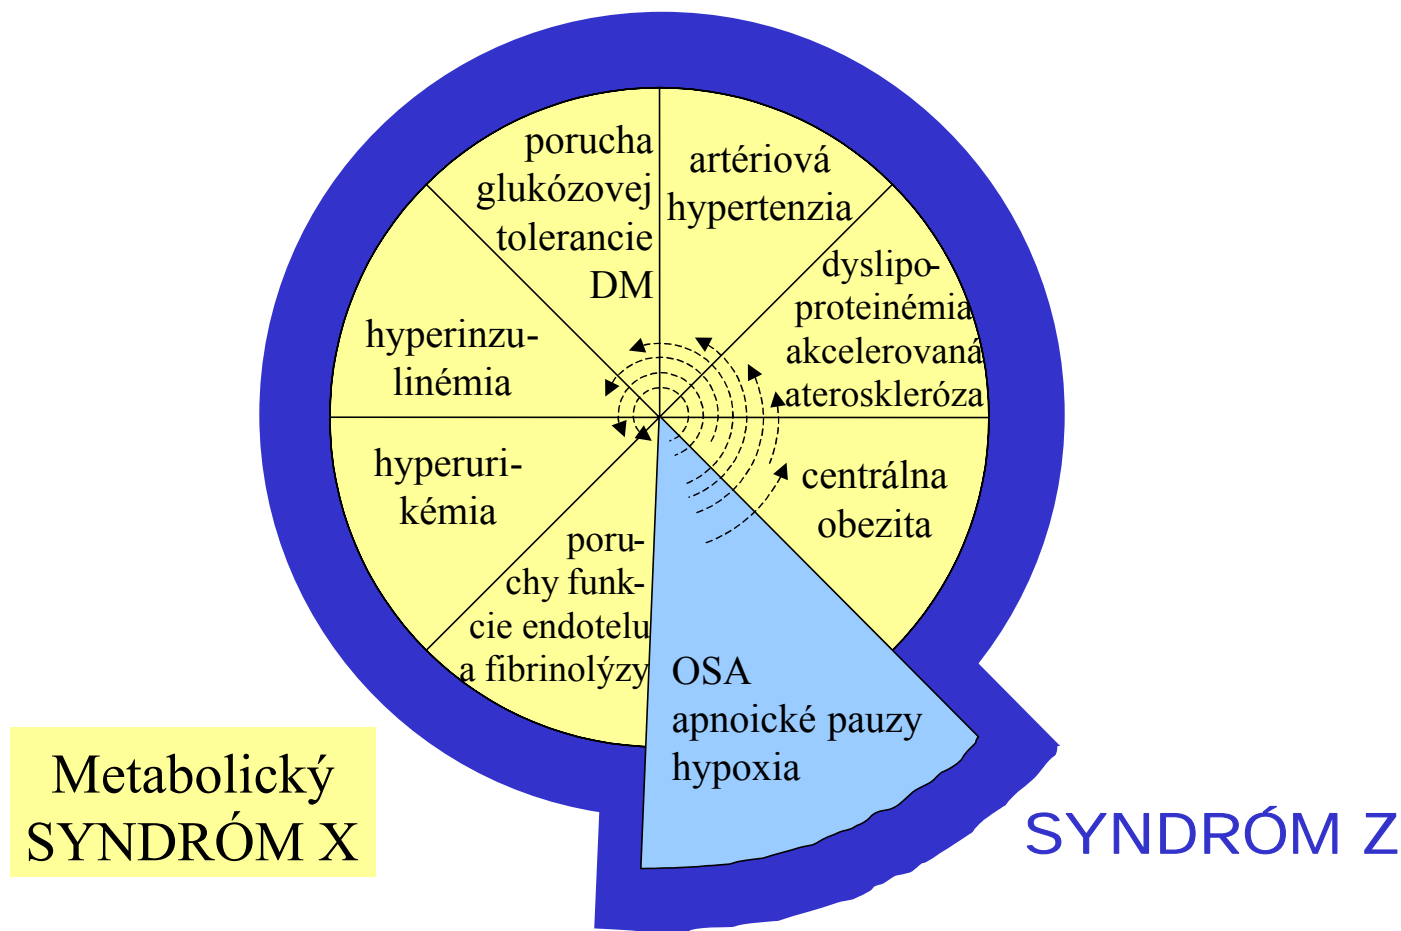 porucha
glukózovej
tolerancie
DM
artériová
hypertenzia
dyslipo-
proteinémia
akcelerovaná
ateroskleróza
centrálna
obezita
OSA
apnoické pauzy
hypoxia
poru-
chy funk-
cie endotelu
a fibrinolýzy
hyperuri-
kémia
hyperinzu-
linémia
Metabolický
SYNDRÓM X
SYNDRÓM Z